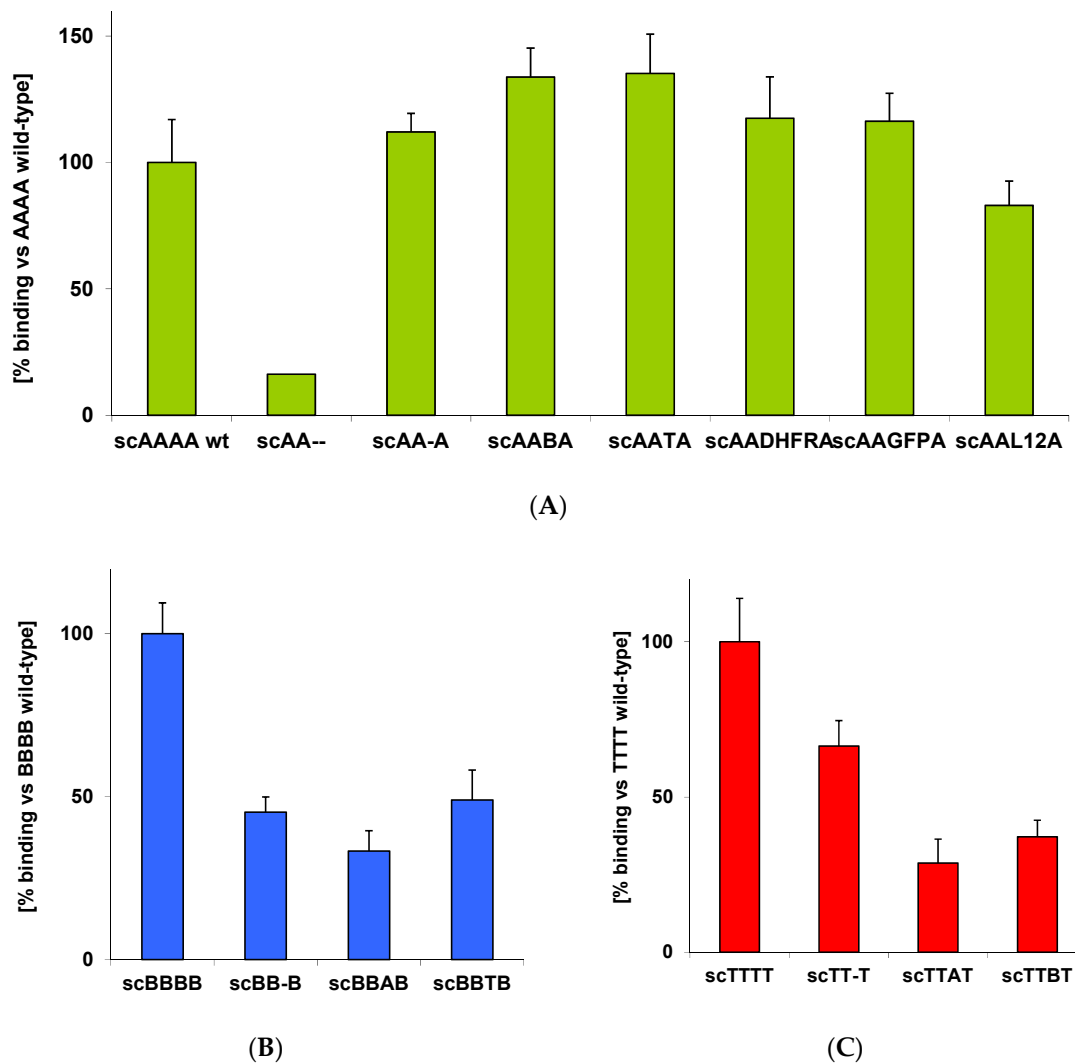 [% binding vs AAAA wild-type]
150
100
50
0
scAAAA wt scAA-- scAA-A scAABA scAATA scAADHFRA scAAGFPA scAAL12A
(A)
[% binding vs BBBB wild-type]
100
50
0
scBBBB scBB-B scBBAB scBBTB
(B)
[% binding vs TTTT wild-type]
100
50
0
scTTTT scTT-T scTTAT scTTBT
(C)